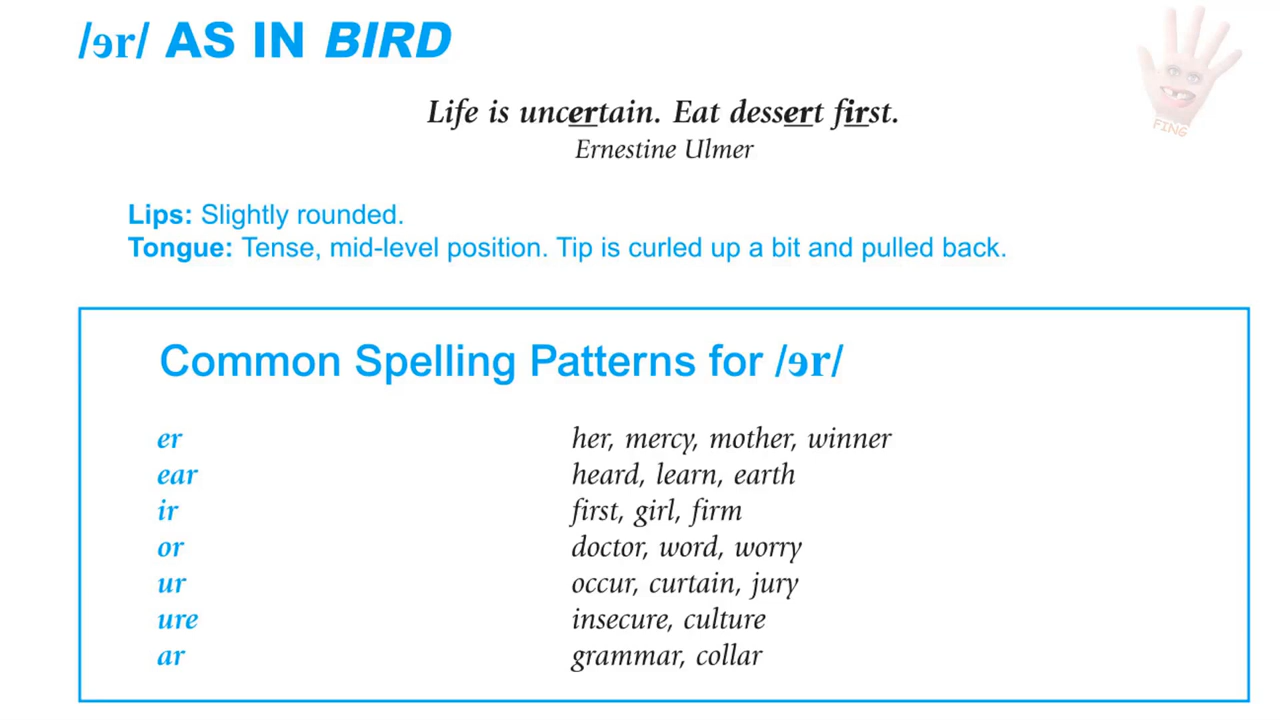 /ɘr/ AS IN BIRD
Life is uncertain. Eat dessert first.
Ernestine Ulmer
FING
Lips: Slightly rounded.
Tongue: Tense, mid-level position. Tip is curled up a bit and pulled back.
Common Spelling Patterns for /ɘr/
er her, mercy, mother, winner
ear heard, learn, earth
ir first, girl, firm
or doctor, word, worry
ur occur, curtain, jury
ure insecure, culture
ar grammar, collar